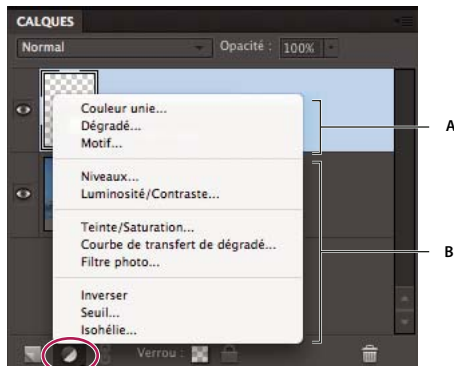 CALQUES
Normal Opacité : 100%
Couleur unie...
Dégradé...
Motif...
A
Niveaux...
Luminosité/Contraste...
Teinte/Saturation...
Courbe de transfert de dégradé...
Filtre photo...
B
Inverser
Seuil...
Isohélie...
Verrou :